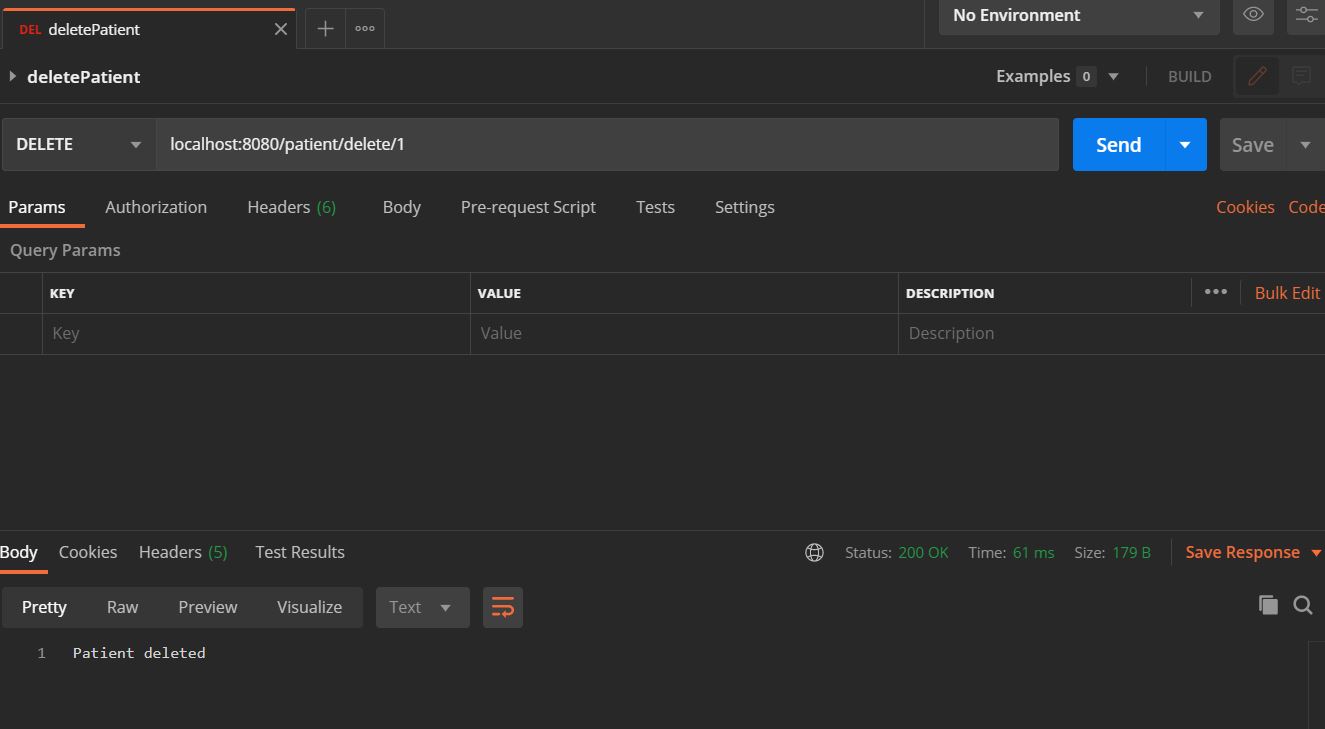 DEL deletePatient
No Environment
deletePatient
Examples 0
BUILD
DELETE localhost:8080/patient/delete/1 Send Save
Params Authorization Headers (6) Body Pre-request Script Tests Settings Cookies Code
Query Params
KEY VALUE DESCRIPTION Bulk Edit
Key Value Description
Body Cookies Headers (5) Test Results Status: 200 OK Time: 61 ms Size: 179 B Save Response
Pretty Raw Preview Visualize Text
1 Patient deleted